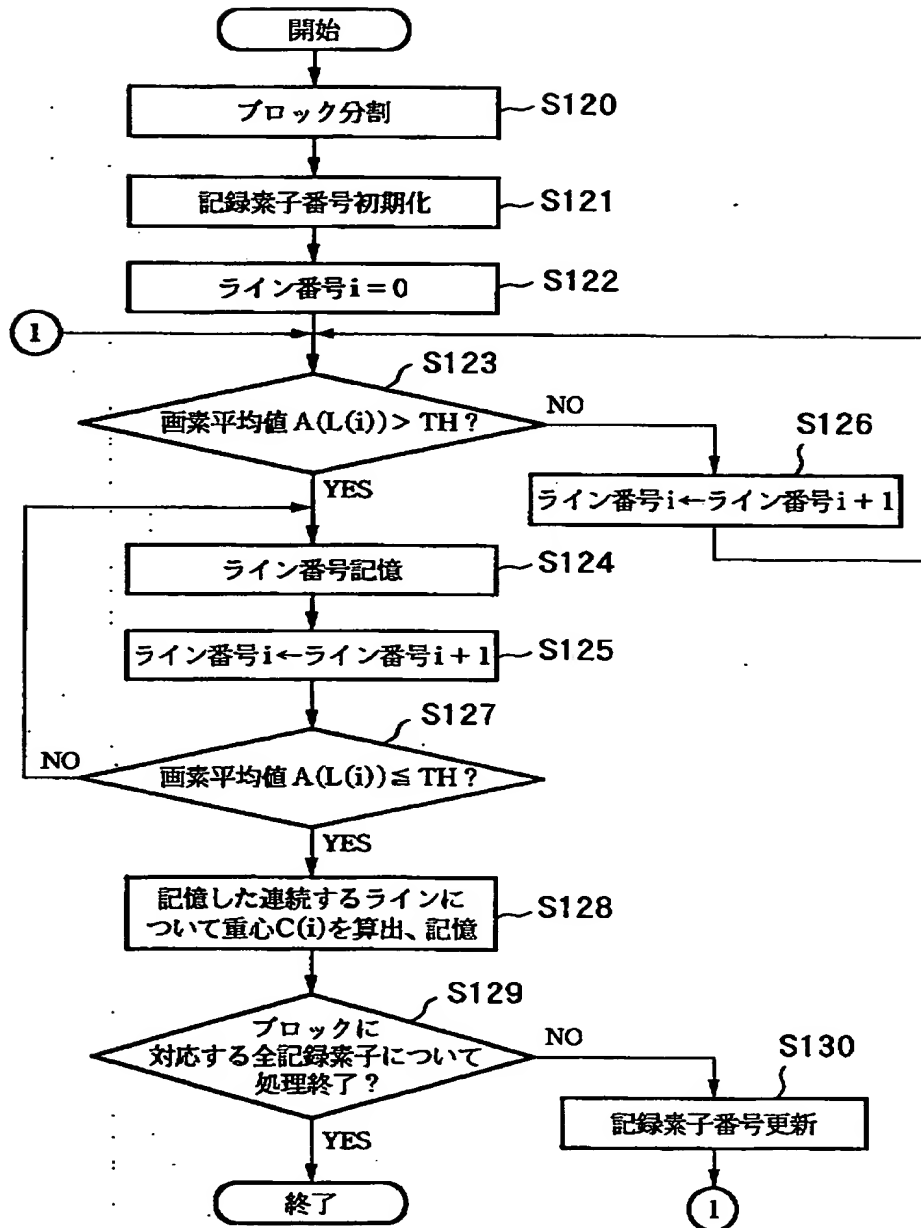 開始
ブロック分割
S120
記録素子番号初期化
S121
ライン番号i=0
S122
1
S123
画素平均値A(L(i))>TH?
NO
S126
ライン番号i←ライン番号i+1
YES
ライン番号記憶
S124
ライン番号i←ライン番号i+1
S125
S127
NO
画素平均値A(L(i))≦TH?
YES
記憶した連続するラインに
ついて重心C(i)を算出、記憶
S128
S129
ブロックに
対応する全記録素子について
処理終了?
NO
S130
記録素子番号更新
YES
終了
1